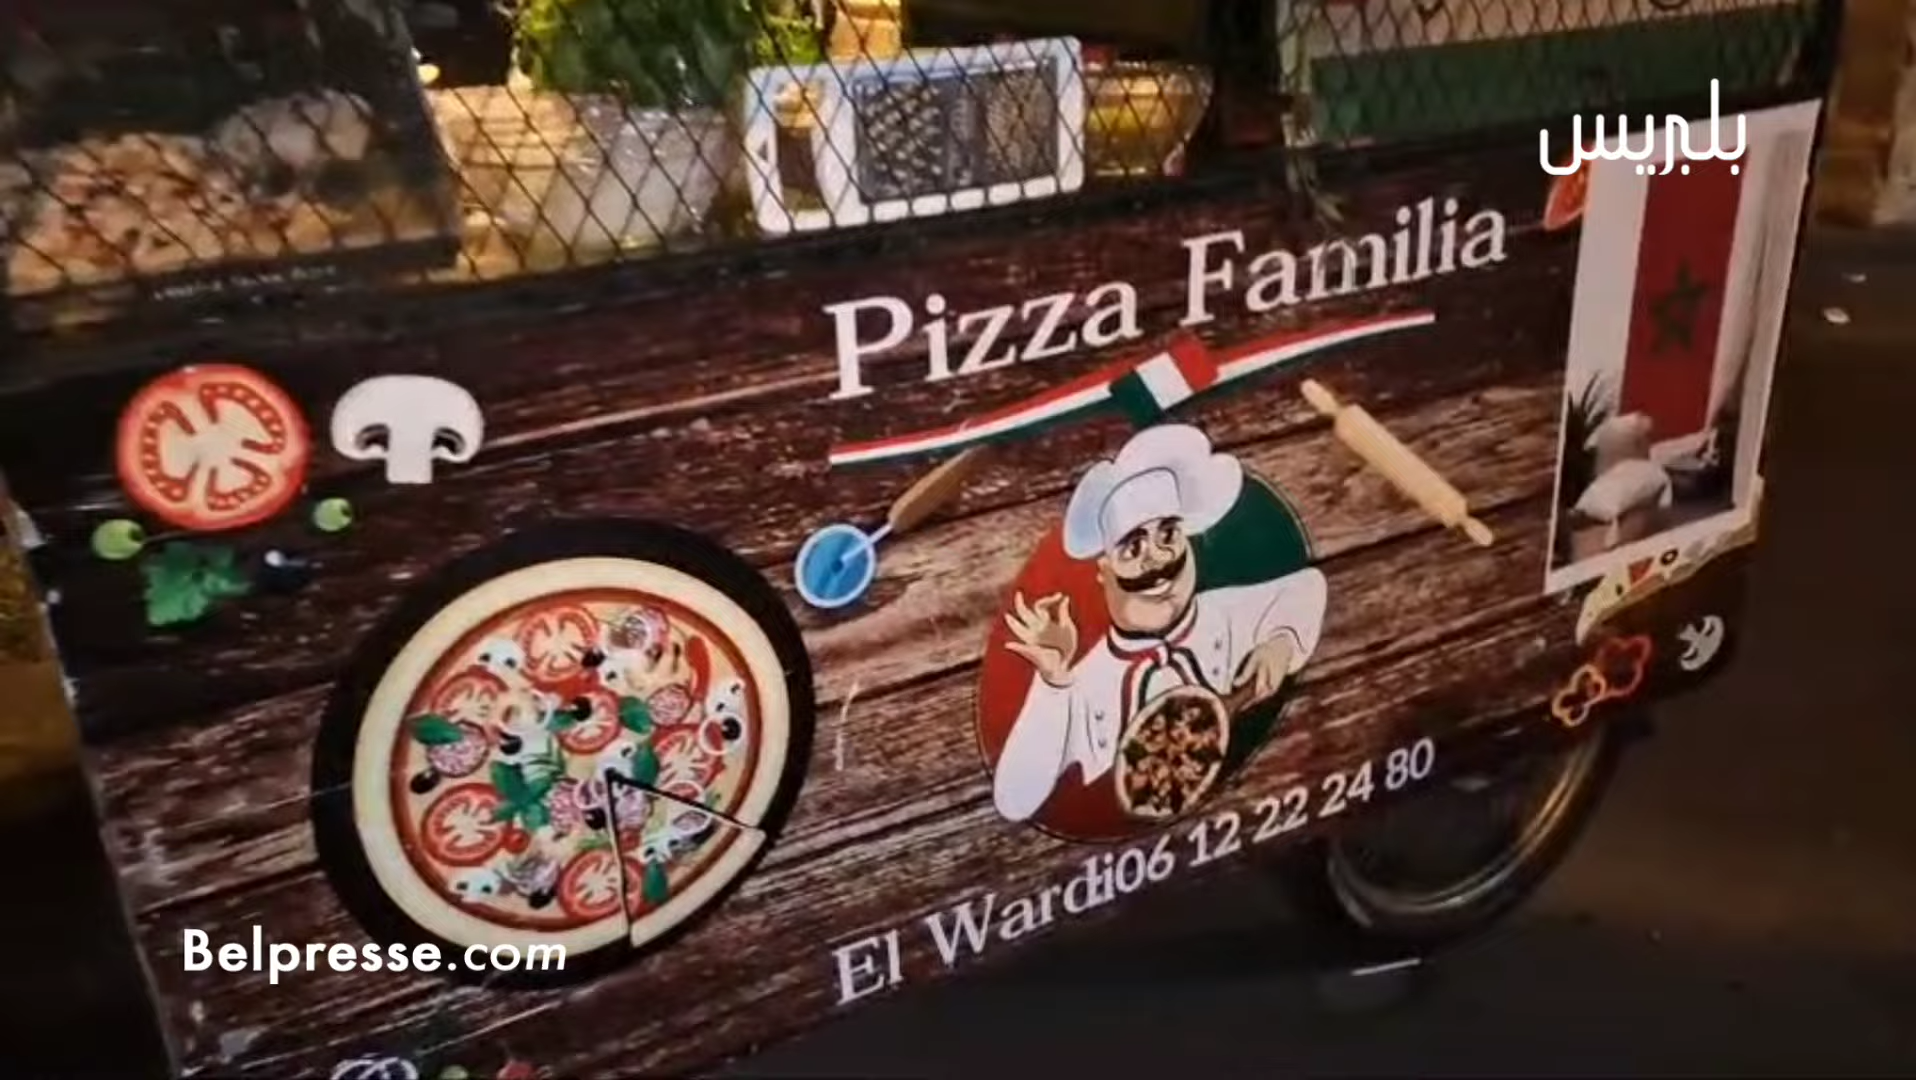 بلبريس
Pizza Familia
El Wardi06 12 22 24 80
Belpresse.com